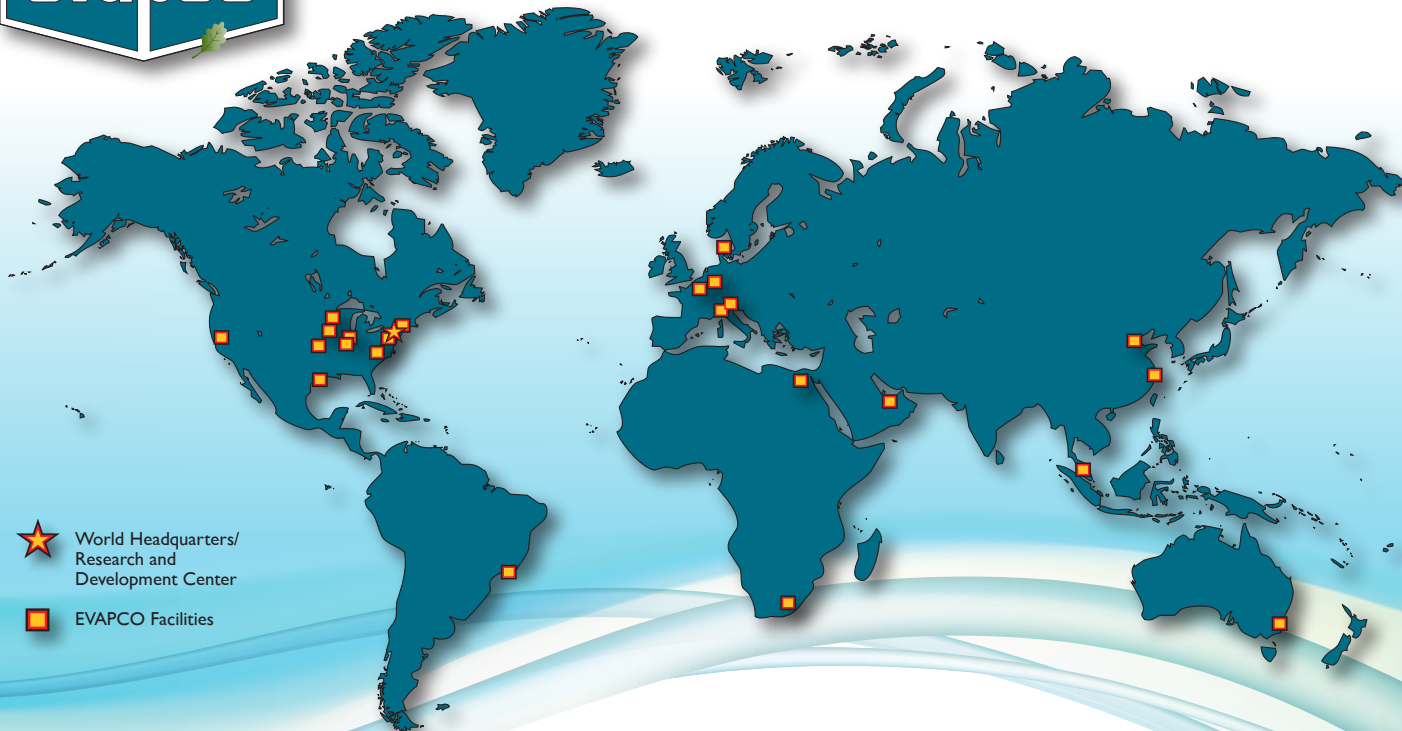 World Headquarters/
Research and
Development Center
EVAPCO Facilities